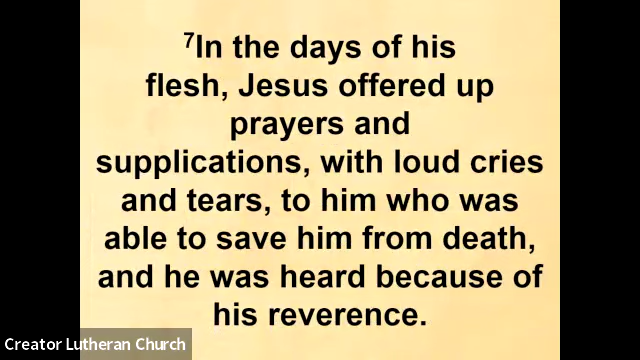 ⁷In the days of his
flesh, Jesus offered up
prayers and
supplications, with loud cries
and tears, to him who was
able to save him from death,
and he was heard because of
his reverence.
Creator Lutheran Church